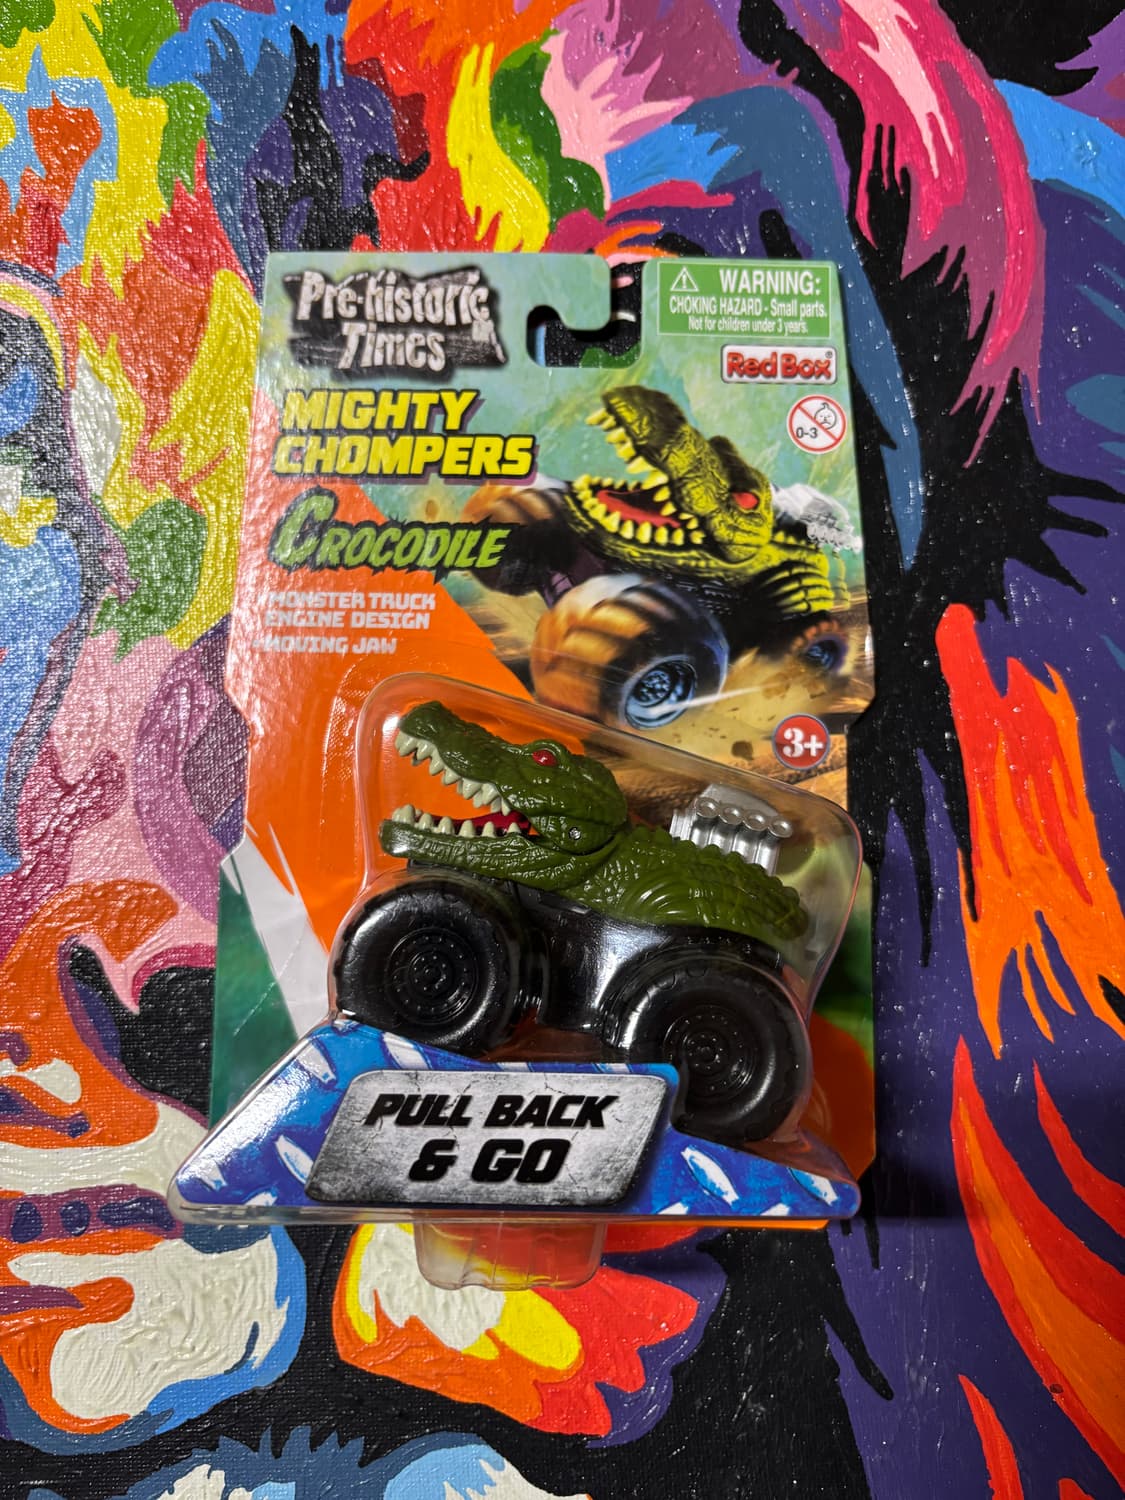 Pre-historic
Times
WARNING:
CHOKING HAZARD - Small parts.
Not for children under 3 years.
Red Box®
0-3
MIGHTY
CHOMPERS
CROCODILE
MONSTER TRUCK
ENGINE DESIGN
MOVING JAW
3+
PULL BACK
& GO